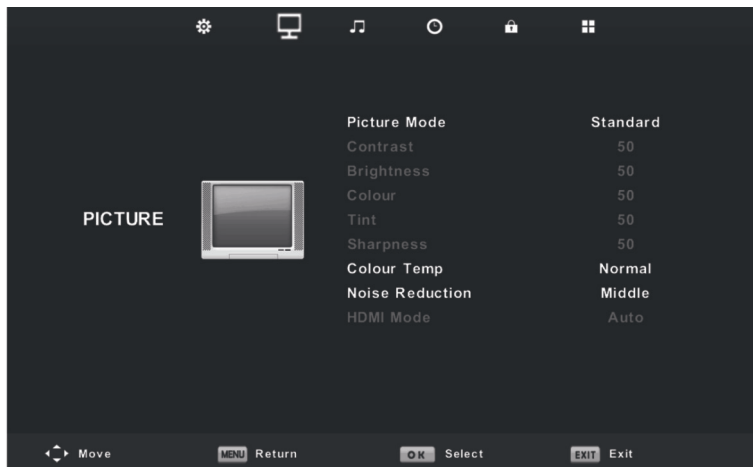 Picture Mode Standard
Contrast 50
Brightness 50
Colour 50
PICTURE
Tint 50
Sharpness 50
Colour Temp Normal
Noise Reduction Middle
HDMI Mode Auto
Move MENU Return OK Select EXIT Exit